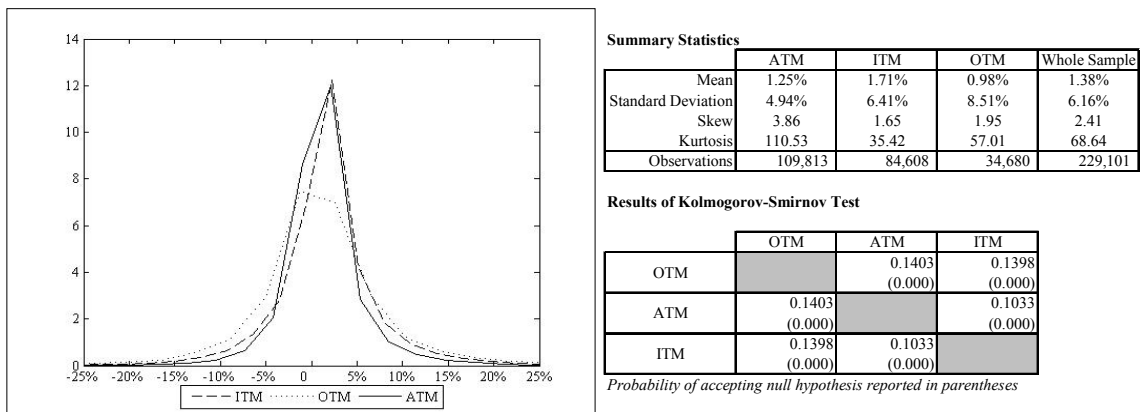 14
12
10
8
6
4
2
0
-25% -20% -15% -10% -5% 0 5% 10% 15% 20% 25%
ITM OTM ATM
Summary Statistics
ATM ITM OTM Whole Sample
Mean 1.25% 1.71% 0.98% 1.38%
Standard Deviation 4.94% 6.41% 8.51% 6.16%
Skew 3.86 1.65 1.95 2.41
Kurtosis 110.53 35.42 57.01 68.64
Observations 109,813 84,608 34,680 229,101
Results of Kolmogorov-Smirnov Test
OTM ATM ITM
OTM 0.1403 0.1398
(0.000) (0.000)
ATM 0.1403 0.1033
(0.000) (0.000)
ITM 0.1398 0.1033
(0.000) (0.000)
Probability of accepting null hypothesis reported in parentheses